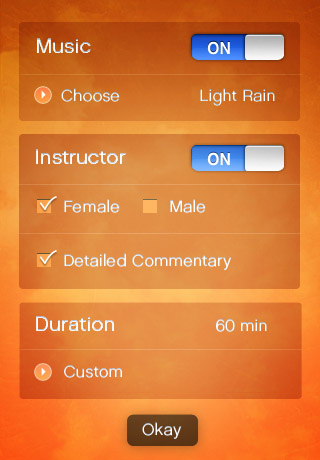 Music ON
Choose Light Rain
Instructor ON
Female Male
Detailed Commentary
Duration 60 min
Custom
Okay